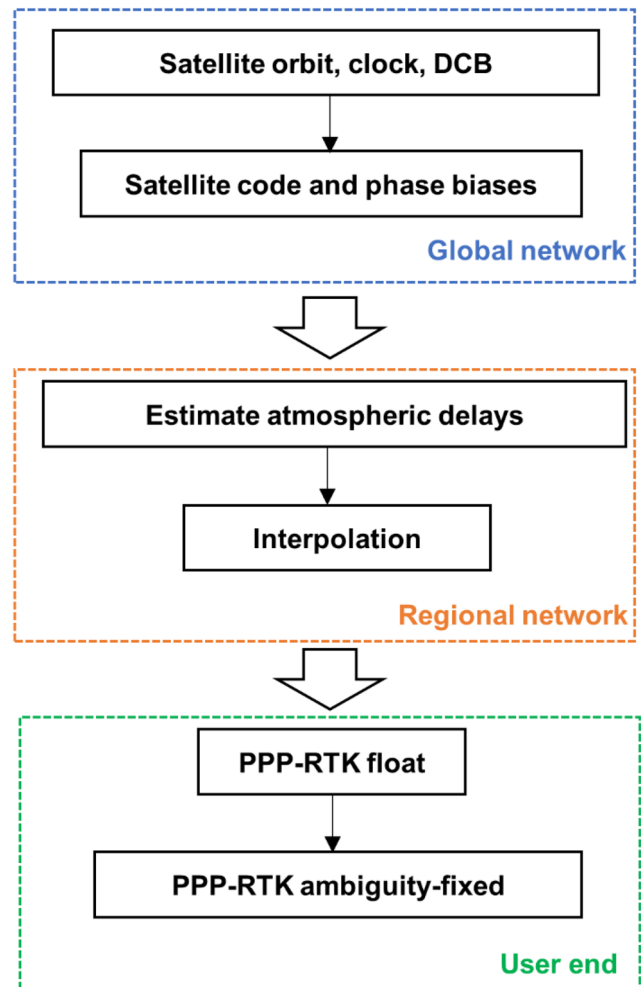 Satellite orbit, clock, DCB
Satellite code and phase biases
Global network
Estimate atmospheric delays
Interpolation
Regional network
PPP-RTK float
PPP-RTK ambiguity-fixed
User end